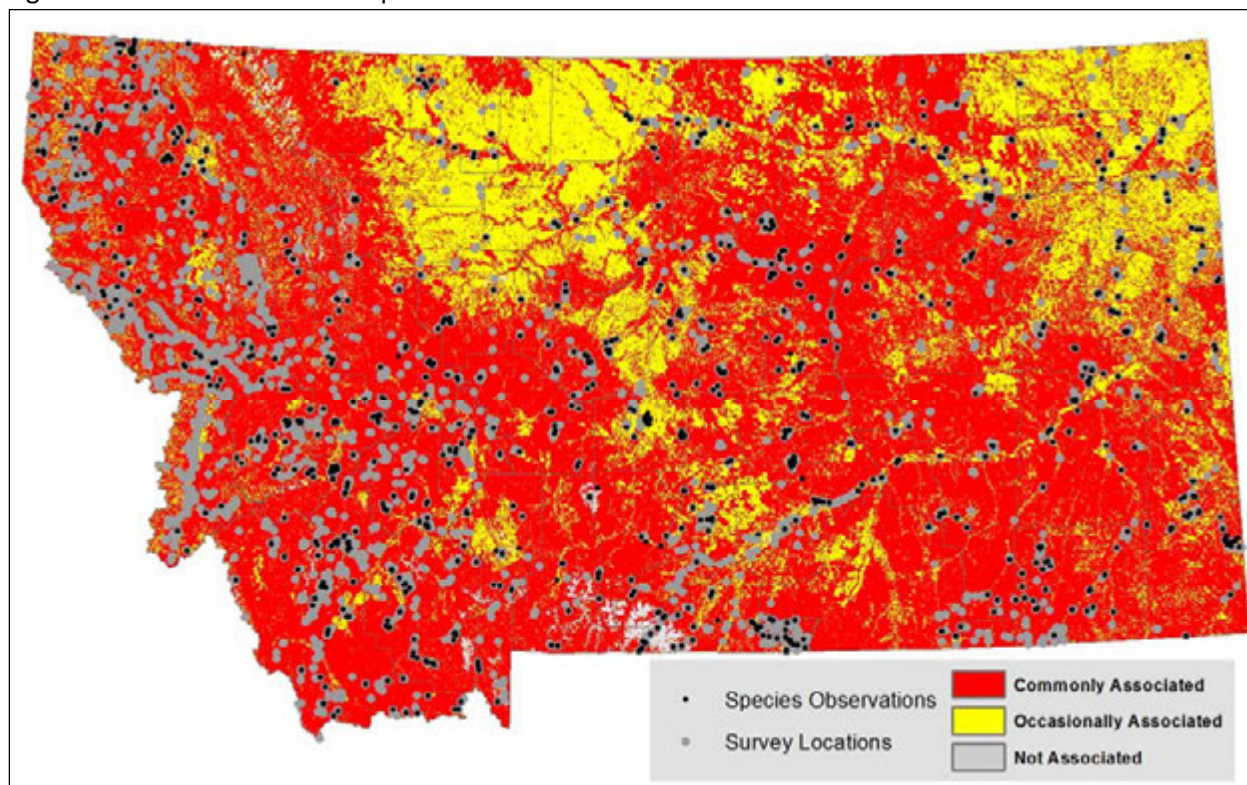 Species Observations
Survey Locations
Commonly Associated
Occasionally Associated
Not Associated